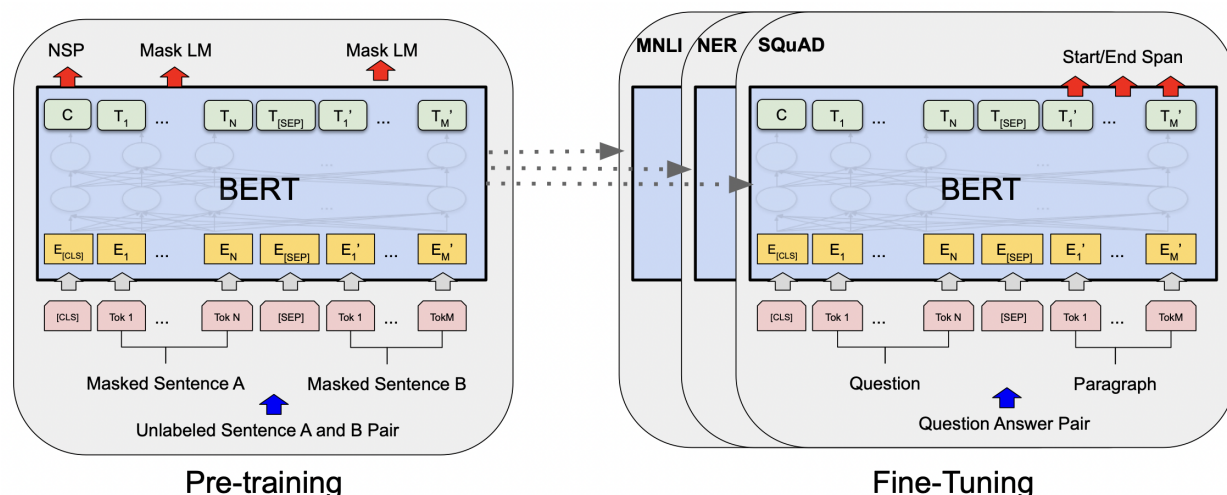 NSP Mask LM Mask LM
C T1 ... TN T[SEP] T1' ... TM'
...
...
BERT
E[CLS] E1 ... EN E[SEP] E1' ... EM'
[CLS] Tok 1 ... Tok N [SEP] Tok 1 ... TokM
Masked Sentence A Masked Sentence B
Unlabeled Sentence A and B Pair
Pre-training
MNLI NER SQuAD
Start/End Span
C T1 ... TN T[SEP] T1' ... TM'
...
...
BERT
E[CLS] E1 ... EN E[SEP] E1' ... EM'
[CLS] Tok 1 ... Tok N [SEP] Tok 1 ... TokM
Question Paragraph
Question Answer Pair
Fine-Tuning